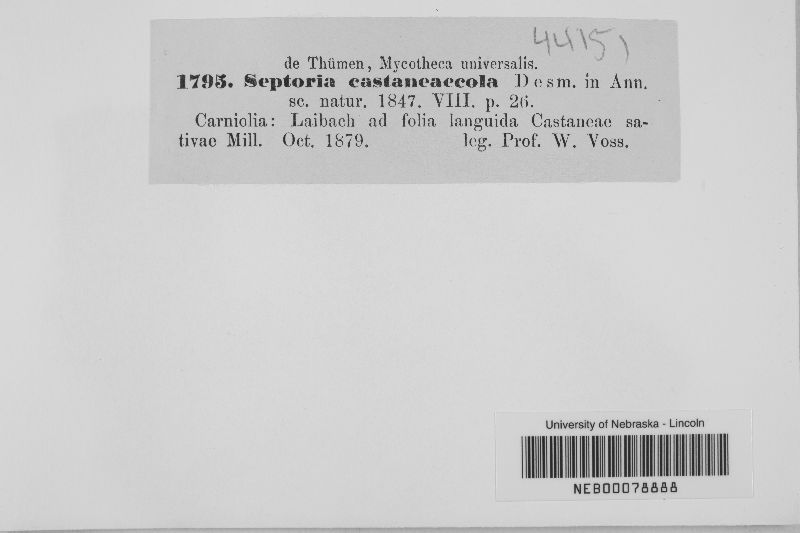 44151
de Thümen, Mycotheca universalis.
1795. Septoria castaneaecola Desm. in Ann.
sc. natur. 1847. VIII. p. 26.
Carniolia: Laibach ad folia languida Castaneae sa-
tivae Mill. Oct. 1879. leg. Prof. W. Voss.
University of Nebraska - Lincoln
NEB00078888